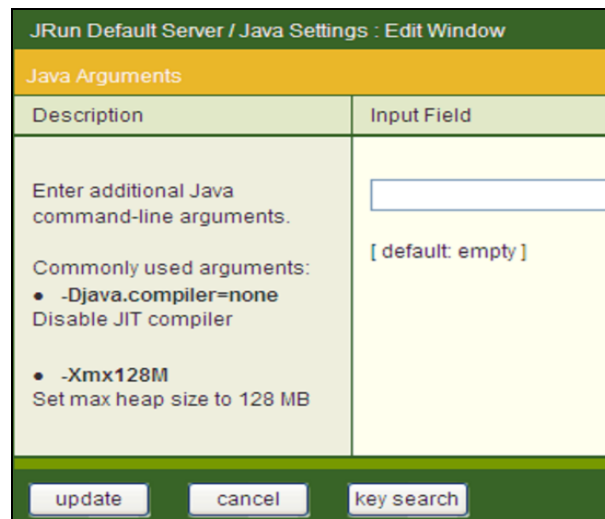 JRun Default Server / Java Settings : Edit Window
Java Arguments
Description
Input Field
Enter additional Java
command-line arguments.
Commonly used arguments:
● -Djava.compiler=none
Disable JIT compiler
● -Xmx128M
Set max heap size to 128 MB
[ default: empty ]
update
cancel
key search